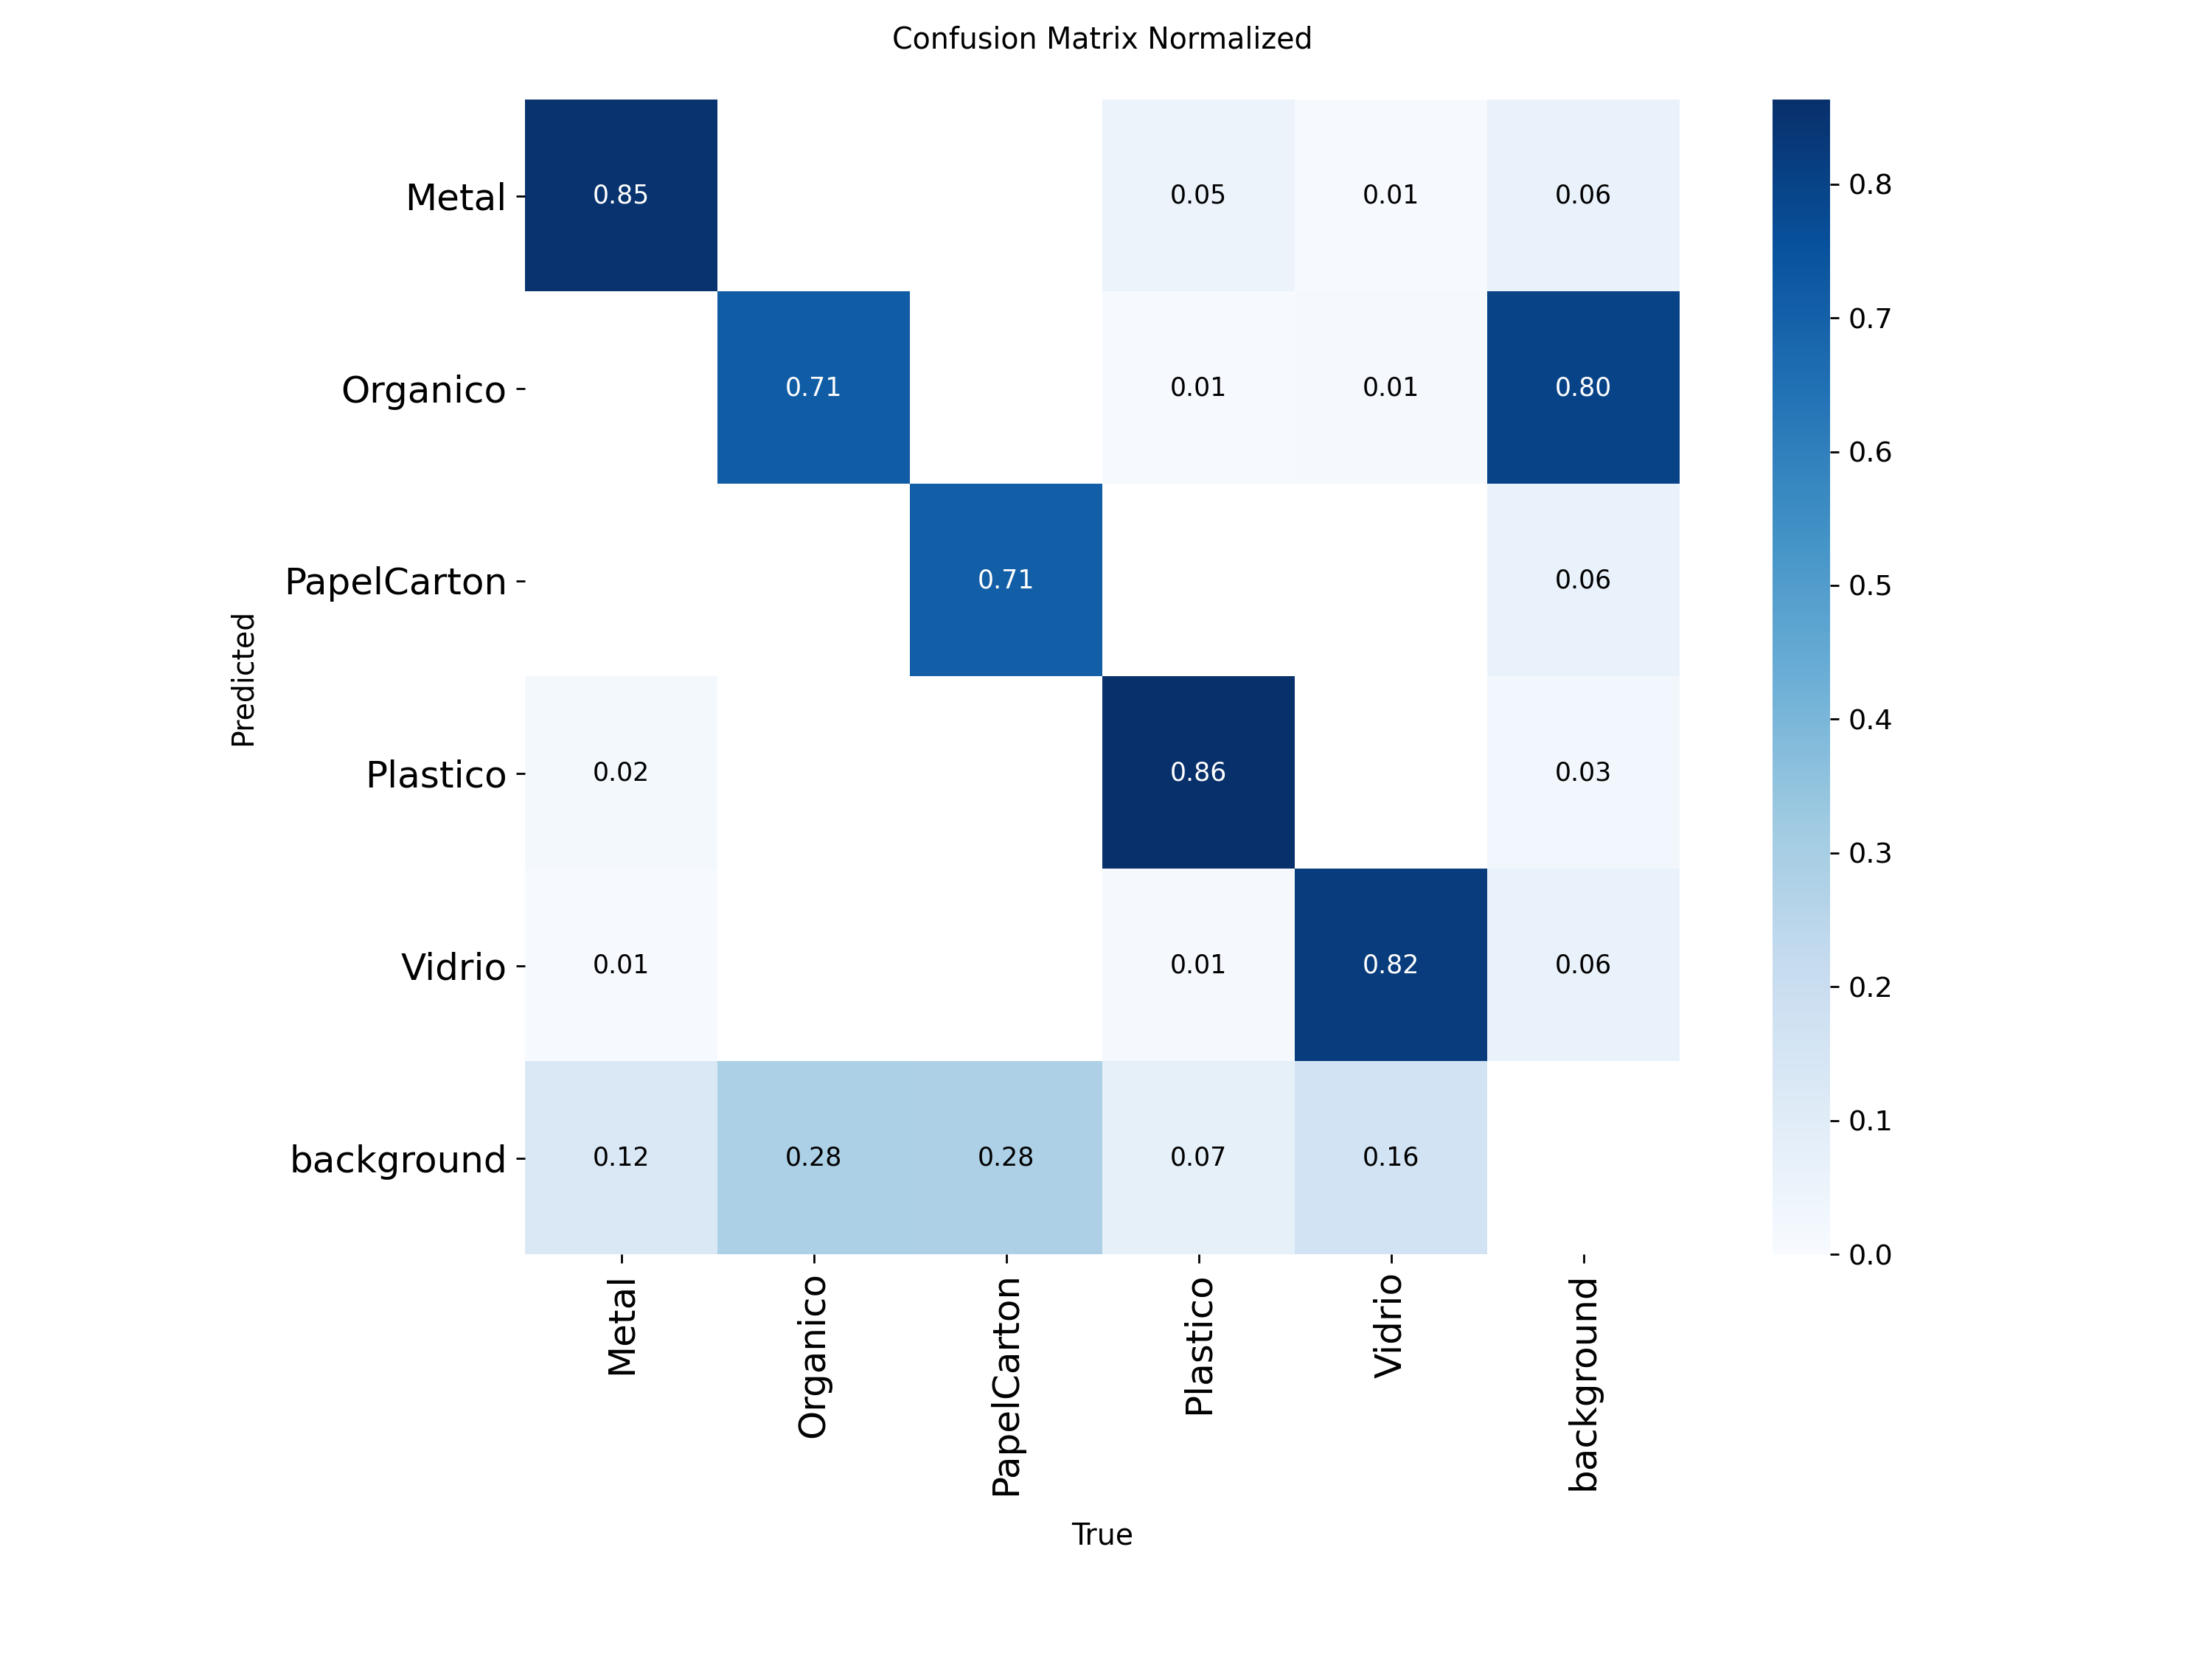 Confusion Matrix Normalized
Metal 0.85 0.05 0.01 0.06
Organico 0.71 0.01 0.01 0.80
PapelCarton 0.71 0.06
Plastico 0.02 0.86 0.03
Vidrio 0.01 0.01 0.82 0.06
background 0.12 0.28 0.28 0.07 0.16
Predicted
Metal
Organico
PapelCarton
Plastico
Vidrio
background
True
0.8
0.7
0.6
0.5
0.4
0.3
0.2
0.1
0.0